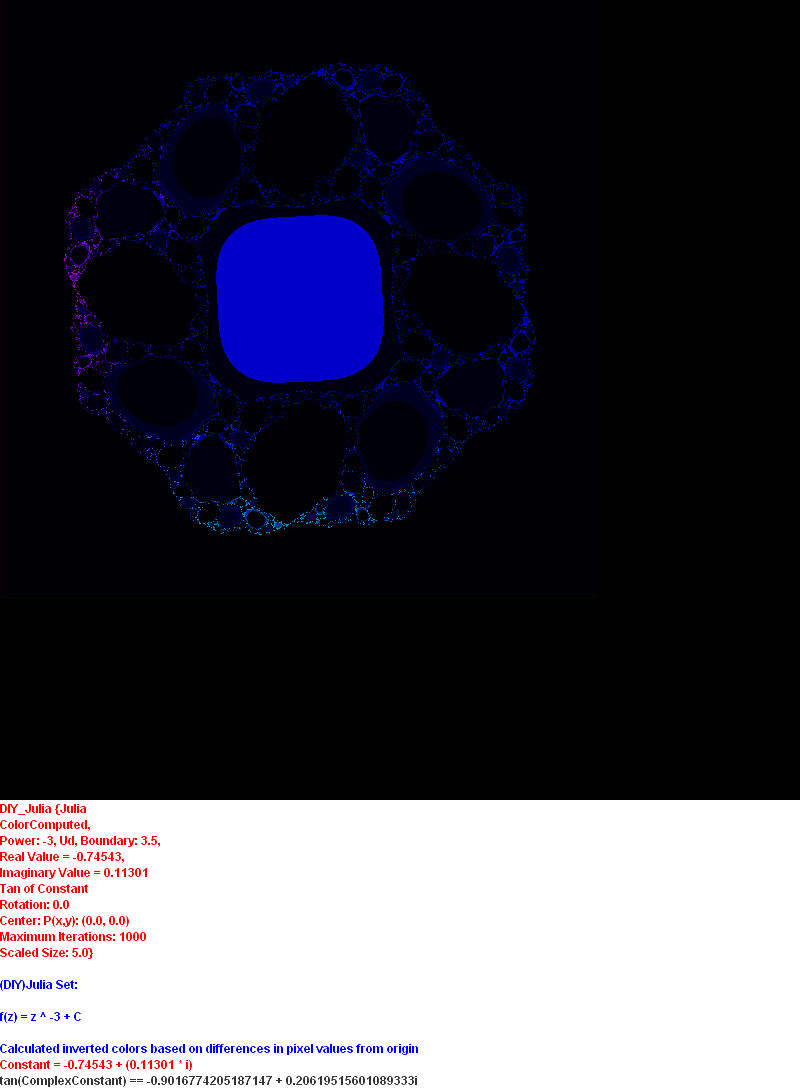 DIY_Julia {Julia
ColorComputed,
Power: -3, Ud, Boundary: 3.5,
Real Value = -0.74543,
Imaginary Value = 0.11301
Tan of Constant
Rotation: 0.0
Center: P(x,y): (0.0, 0.0)
Maximum Iterations: 1000
Scaled Size: 5.0}
(DIY)Julia Set:
f(z) = z ^ -3 + C
Calculated inverted colors based on differences in pixel values from origin
Constant = -0.74543 + (0.11301 * i)
tan(ComplexConstant) == -0.9016774205187147 + 0.20619515601089333i